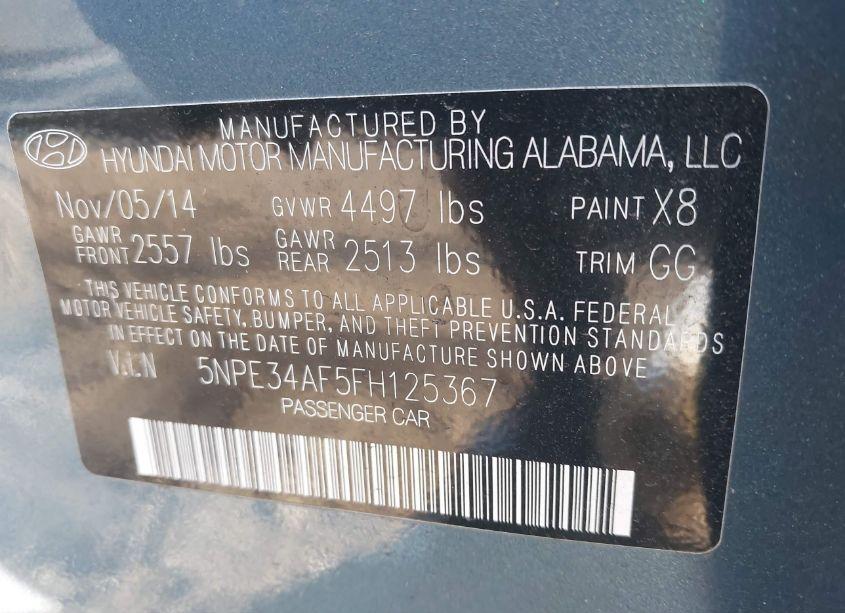 MANUFACTURED BY
HYUNDAI MOTOR MANUFACTURING ALABAMA, LLC
Nov/05/14 GVWR 4497 lbs PAINT X8
GAWR FRONT 2557 lbs GAWR REAR 2513 lbs TRIM GG
THIS VEHICLE CONFORMS TO ALL APPLICABLE U.S.A. FEDERAL
MOTOR VEHICLE SAFETY, BUMPER, AND THEFT PREVENTION STANDARDS
IN EFFECT ON THE DATE OF MANUFACTURE SHOWN ABOVE
V.I.N 5NPE34AF5FH125367
PASSENGER CAR